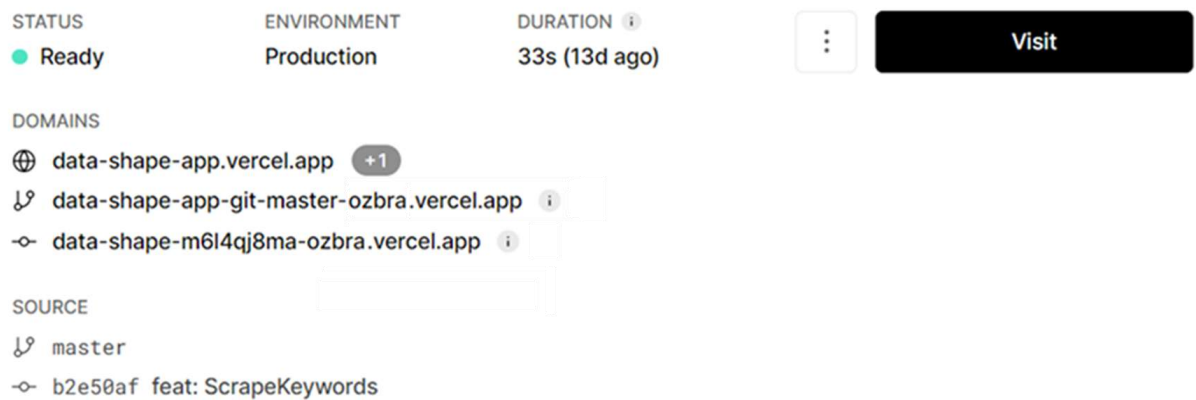 STATUS ENVIRONMENT DURATION i
Ready Production 33s (13d ago) Visit
DOMAINS
data-shape-app.vercel.app +1
data-shape-app-git-master-ozbra.vercel.app i
data-shape-m6l4qj8ma-ozbra.vercel.app i
SOURCE
master
b2e50af feat: ScrapeKeywords